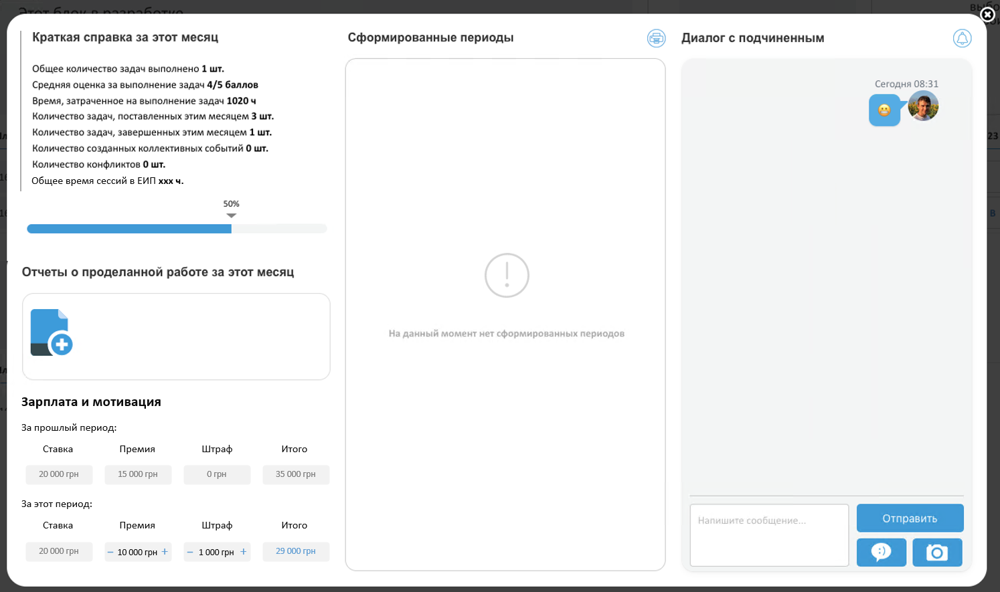 Этот блок в разработке
Краткая справка за этот месяц
Общее количество задач выполнено 1 шт.
Средняя оценка за выполнение задач 4/5 баллов
Время, затраченное на выполнение задач 1020 ч
Количество задач, поставленных этим месяцем 3 шт.
Количество задач, завершенных этим месяцем 1 шт.
Количество созданных коллективных событий 0 шт.
Количество конфликтов 0 шт.
Общее время сессий в ЕИП xxx ч.
50%
Отчеты о проделанной работе за этот месяц
Зарплата и мотивация
За прошлый период:
Ставка Премия Штраф Итого
20 000 грн 15 000 грн 0 грн 35 000 грн
За этот период:
Ставка Премия Штраф Итого
20 000 грн − 10 000 грн + − 1 000 грн + 29 000 грн
Сформированные периоды
На данный момент нет сформированных периодов
Диалог с подчиненным
Сегодня 08:31
Напишите сообщение...
Отправить
23
В